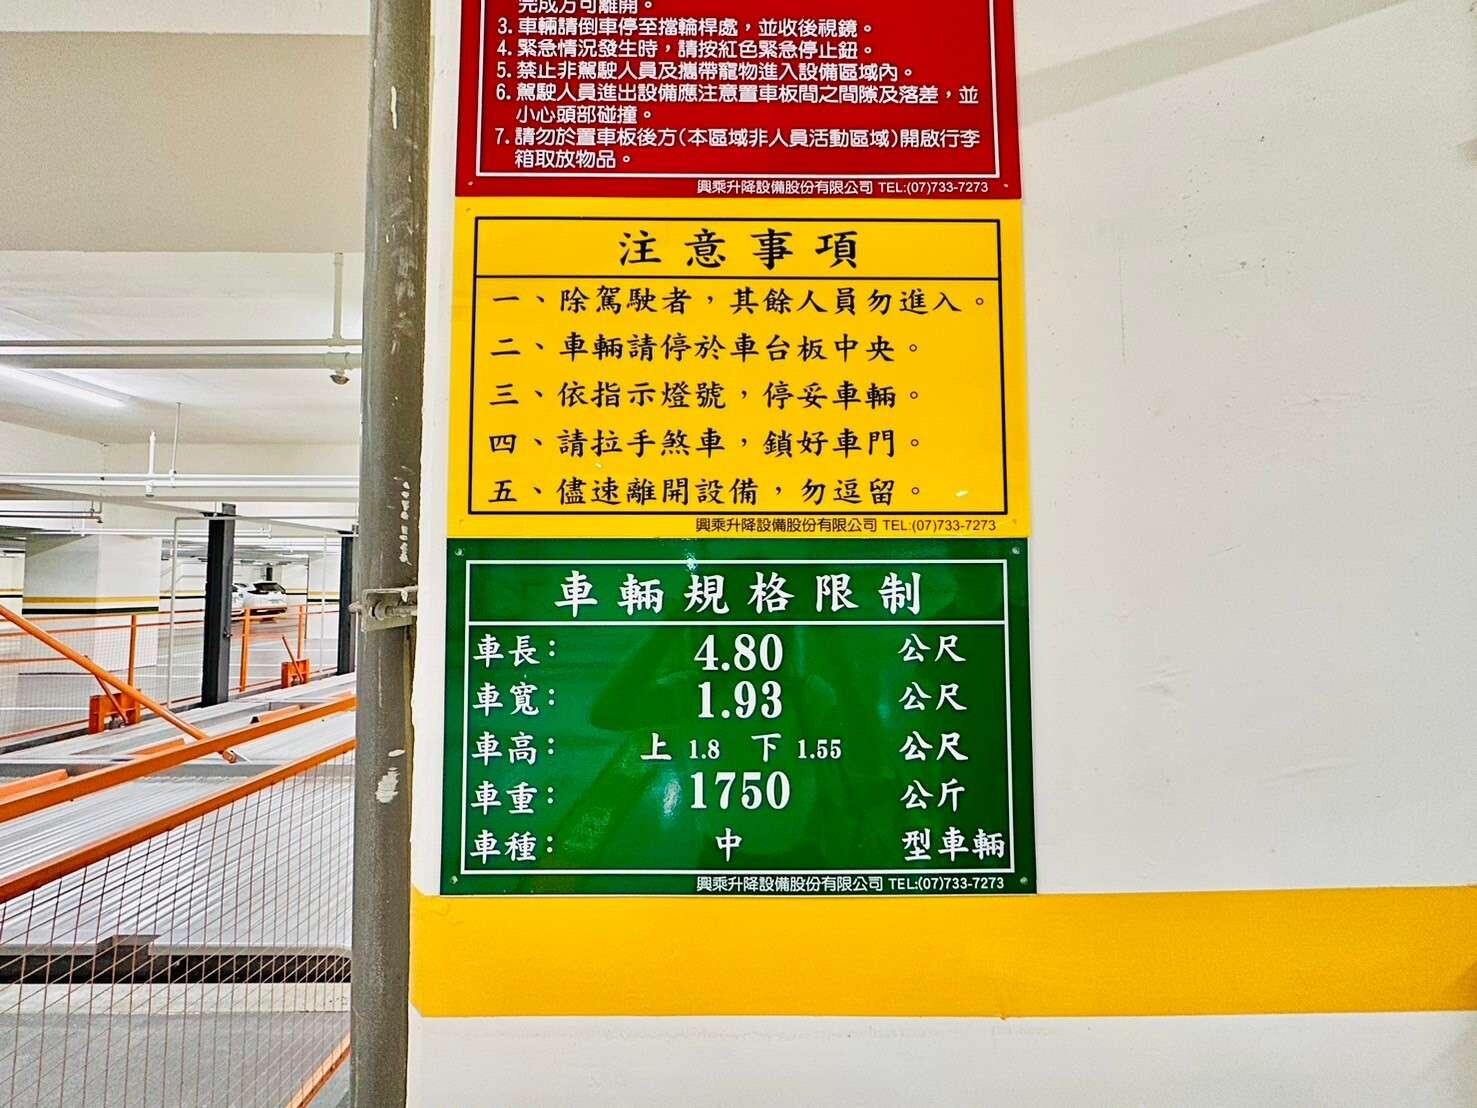 完成方可離開。
3. 車輛請倒車停至擋輪桿處，並收後視鏡。
4. 緊急情況發生時，請按紅色緊急停止鈕。
5. 禁止非駕駛人員及攜帶寵物進入設備區域內。
6. 駕駛人員進出設備應注意置車板間之間隙及落差，並
小心頭部碰撞。
7. 請勿於置車板後方(本區域非人員活動區域)開啟行李
箱取放物品。
興乘升降設備股份有限公司 TEL:(07)733-7273
注意事項
一、除駕駛者，其餘人員勿進入。
二、車輛請停於車台板中央。
三、依指示燈號，停妥車輛。
四、請拉手煞車，鎖好車門。
五、儘速離開設備，勿逗留。
興乘升降設備股份有限公司 TEL:(07)733-7273
車輛規格限制
車長： 4.80 公尺
車寬： 1.93 公尺
車高： 上 1.8 下 1.55 公尺
車重： 1750 公斤
車種： 中 型車輛
興乘升降設備股份有限公司 TEL:(07)733-7273